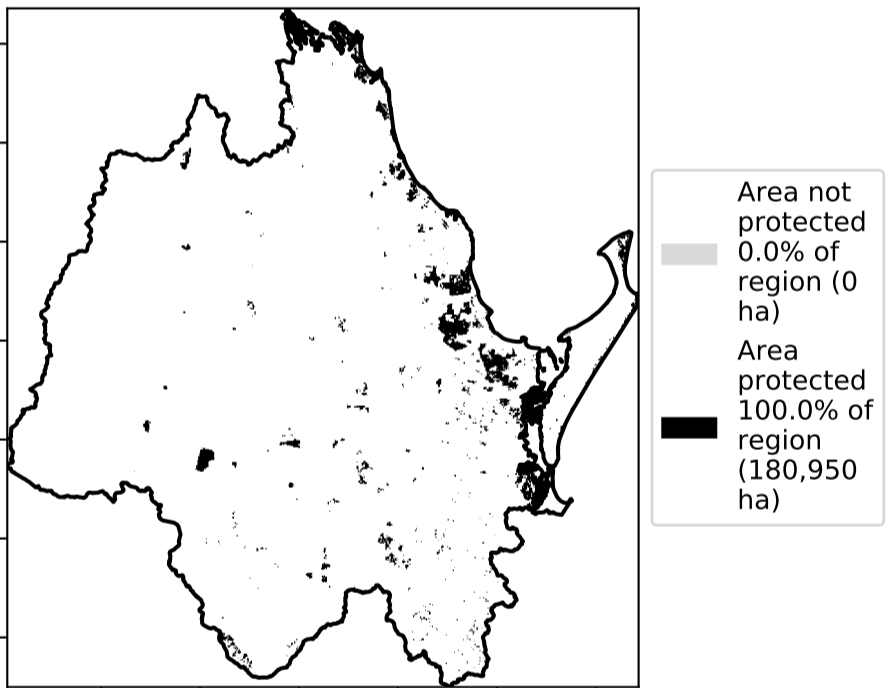 Area not
protected
0.0% of
region (0
ha)
Area
protected
100.0% of
region
(180,950
ha)